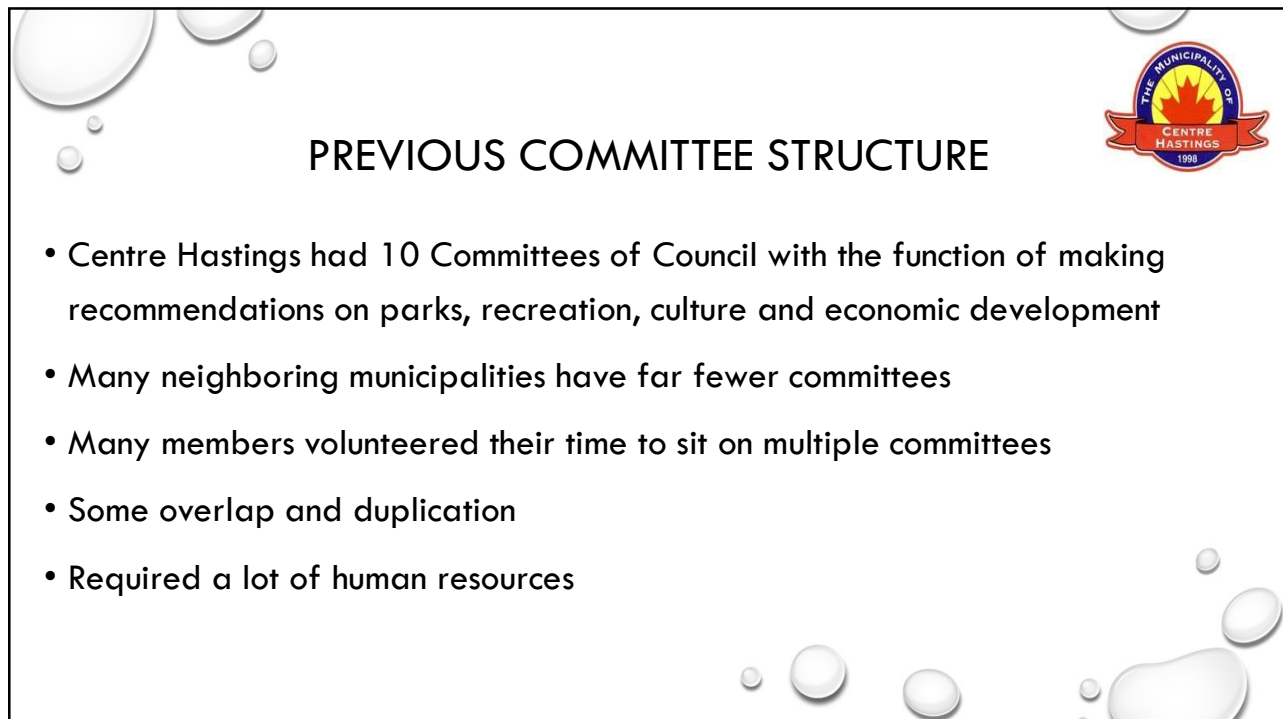 THE MUNICIPALITY OF
CENTRE
HASTINGS
1998
PREVIOUS COMMITTEE STRUCTURE
• Centre Hastings had 10 Committees of Council with the function of making
recommendations on parks, recreation, culture and economic development
• Many neighboring municipalities have far fewer committees
• Many members volunteered their time to sit on multiple committees
• Some overlap and duplication
• Required a lot of human resources